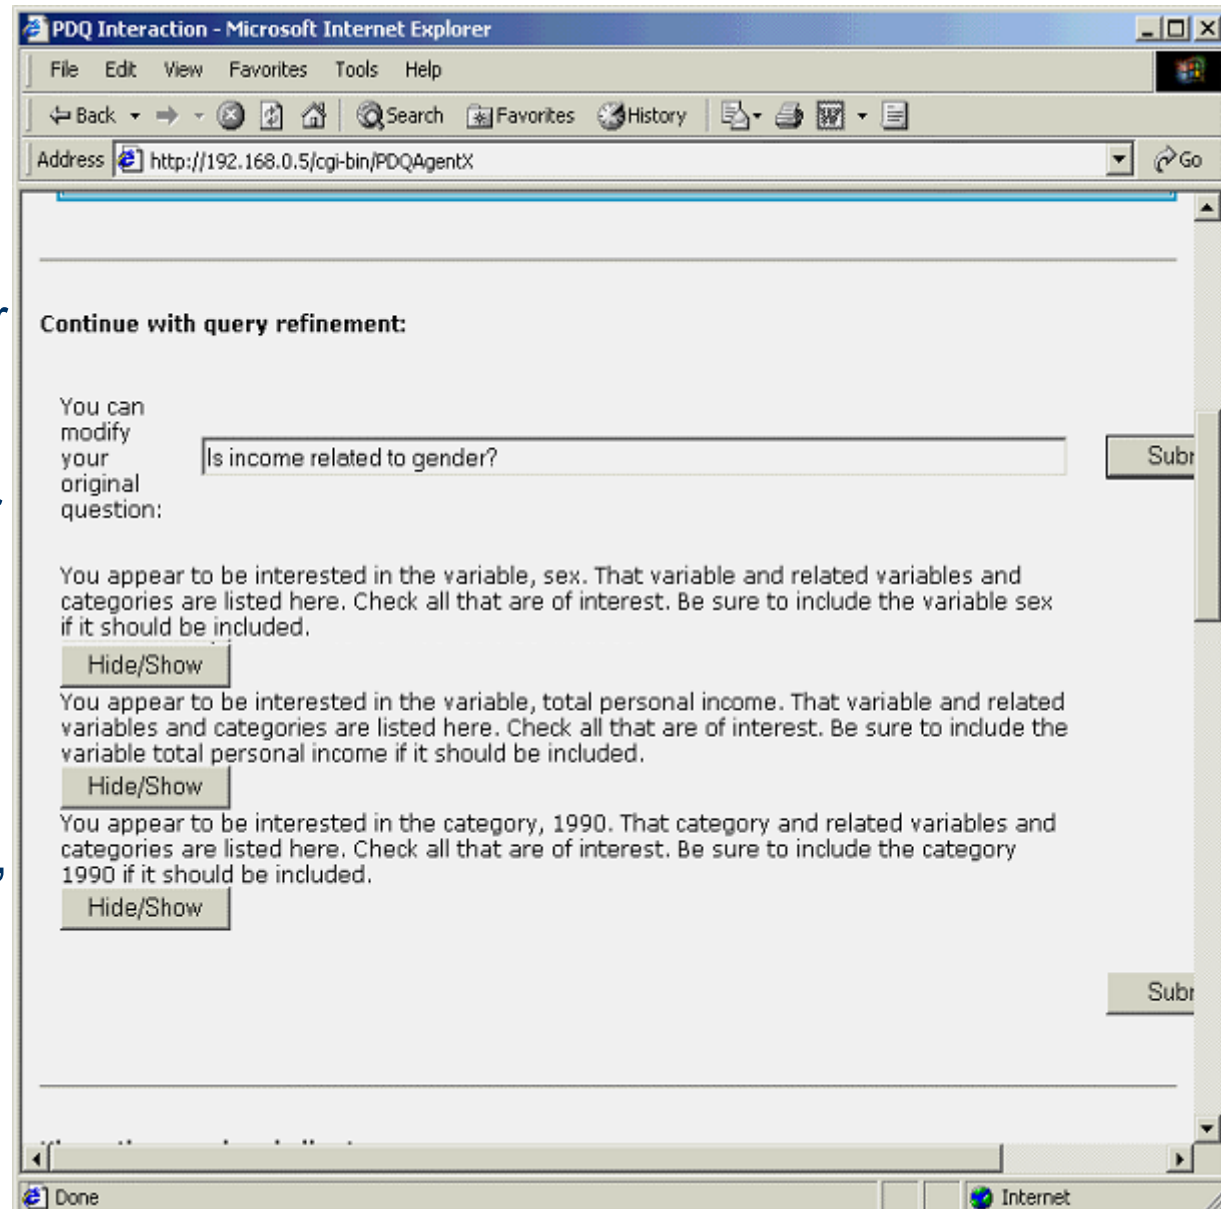 PDQ Interaction - Microsoft Internet Explorer
File Edit View Favorites Tools Help
Back Search Favorites History
Address http://192.168.0.5/cgi-bin/PDQAgentX Go
Continue with query refinement:
You can
modify
your
original
question:
Is income related to gender?
Subr
You appear to be interested in the variable, sex. That variable and related variables and
categories are listed here. Check all that are of interest. Be sure to include the variable sex
if it should be included.
Hide/Show
You appear to be interested in the variable, total personal income. That variable and related
variables and categories are listed here. Check all that are of interest. Be sure to include the
variable total personal income if it should be included.
Hide/Show
You appear to be interested in the category, 1990. That category and related variables and
categories are listed here. Check all that are of interest. Be sure to include the category
1990 if it should be included.
Hide/Show
Subr
Done Internet